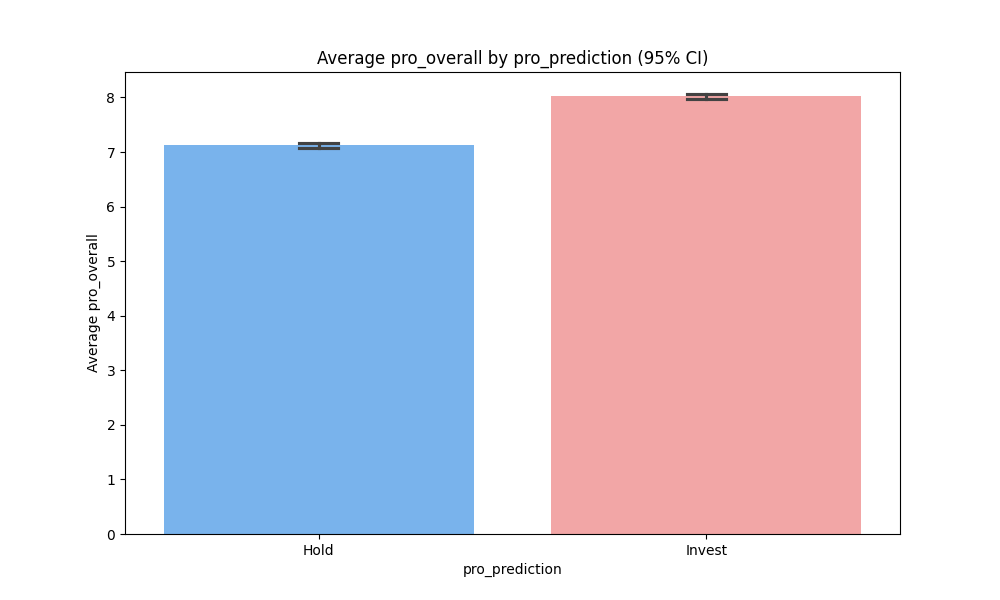 Average pro_overall by pro_prediction (95% CI)
Average pro_overall
8
7
6
5
4
3
2
1
0
Hold
Invest
pro_prediction